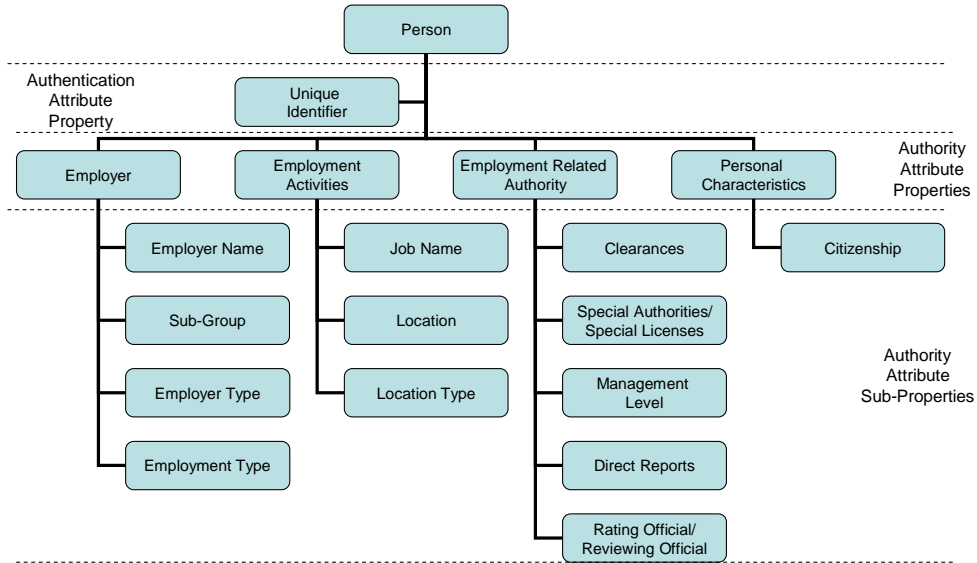 Person
Authentication
Attribute
Property
Unique
Identifier
Employer
Employment
Activities
Employment Related
Authority
Personal
Characteristics
Authority
Attribute
Properties
Employer Name
Job Name
Clearances
Citizenship
Sub-Group
Location
Special Authorities/
Special Licenses
Employer Type
Location Type
Management
Level
Authority
Attribute
Sub-Properties
Employment Type
Direct Reports
Rating Official/
Reviewing Official